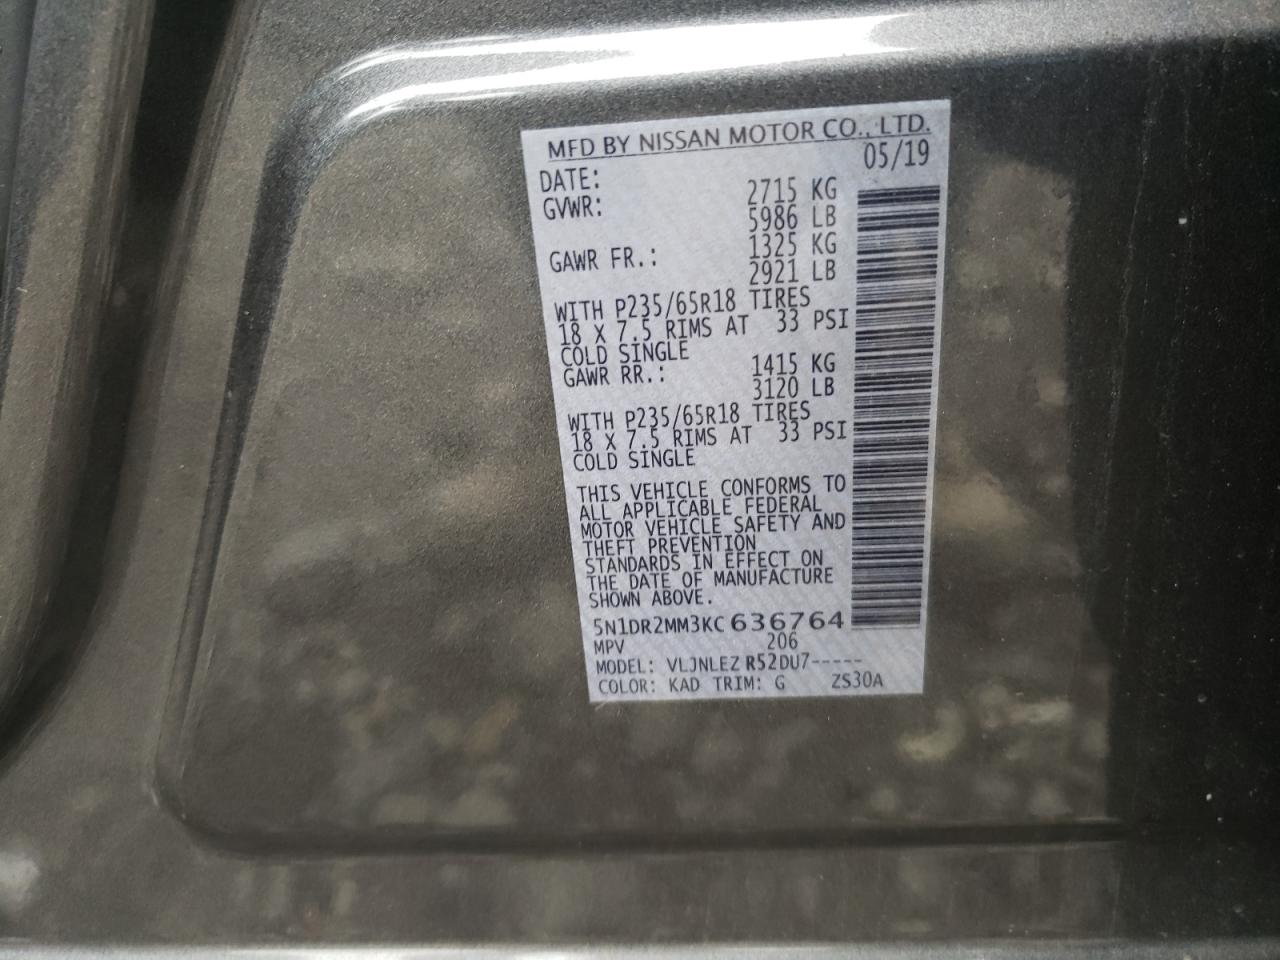 MFD BY NISSAN MOTOR CO., LTD.
DATE: 05/19
GVWR: 2715 KG
5986 LB
GAWR FR.: 1325 KG
2921 LB
WITH P235/65R18 TIRES
18 X 7.5 RIMS AT 33 PSI
COLD SINGLE
GAWR RR.: 1415 KG
3120 LB
WITH P235/65R18 TIRES
18 X 7.5 RIMS AT 33 PSI
COLD SINGLE
THIS VEHICLE CONFORMS TO
ALL APPLICABLE FEDERAL
MOTOR VEHICLE SAFETY AND
THEFT PREVENTION
STANDARDS IN EFFECT ON
THE DATE OF MANUFACTURE
SHOWN ABOVE.
5N1DR2MM3KC636764
MPV 206
MODEL: VLJNLEZ R52DU7-----
COLOR: KAD TRIM: G ZS30A